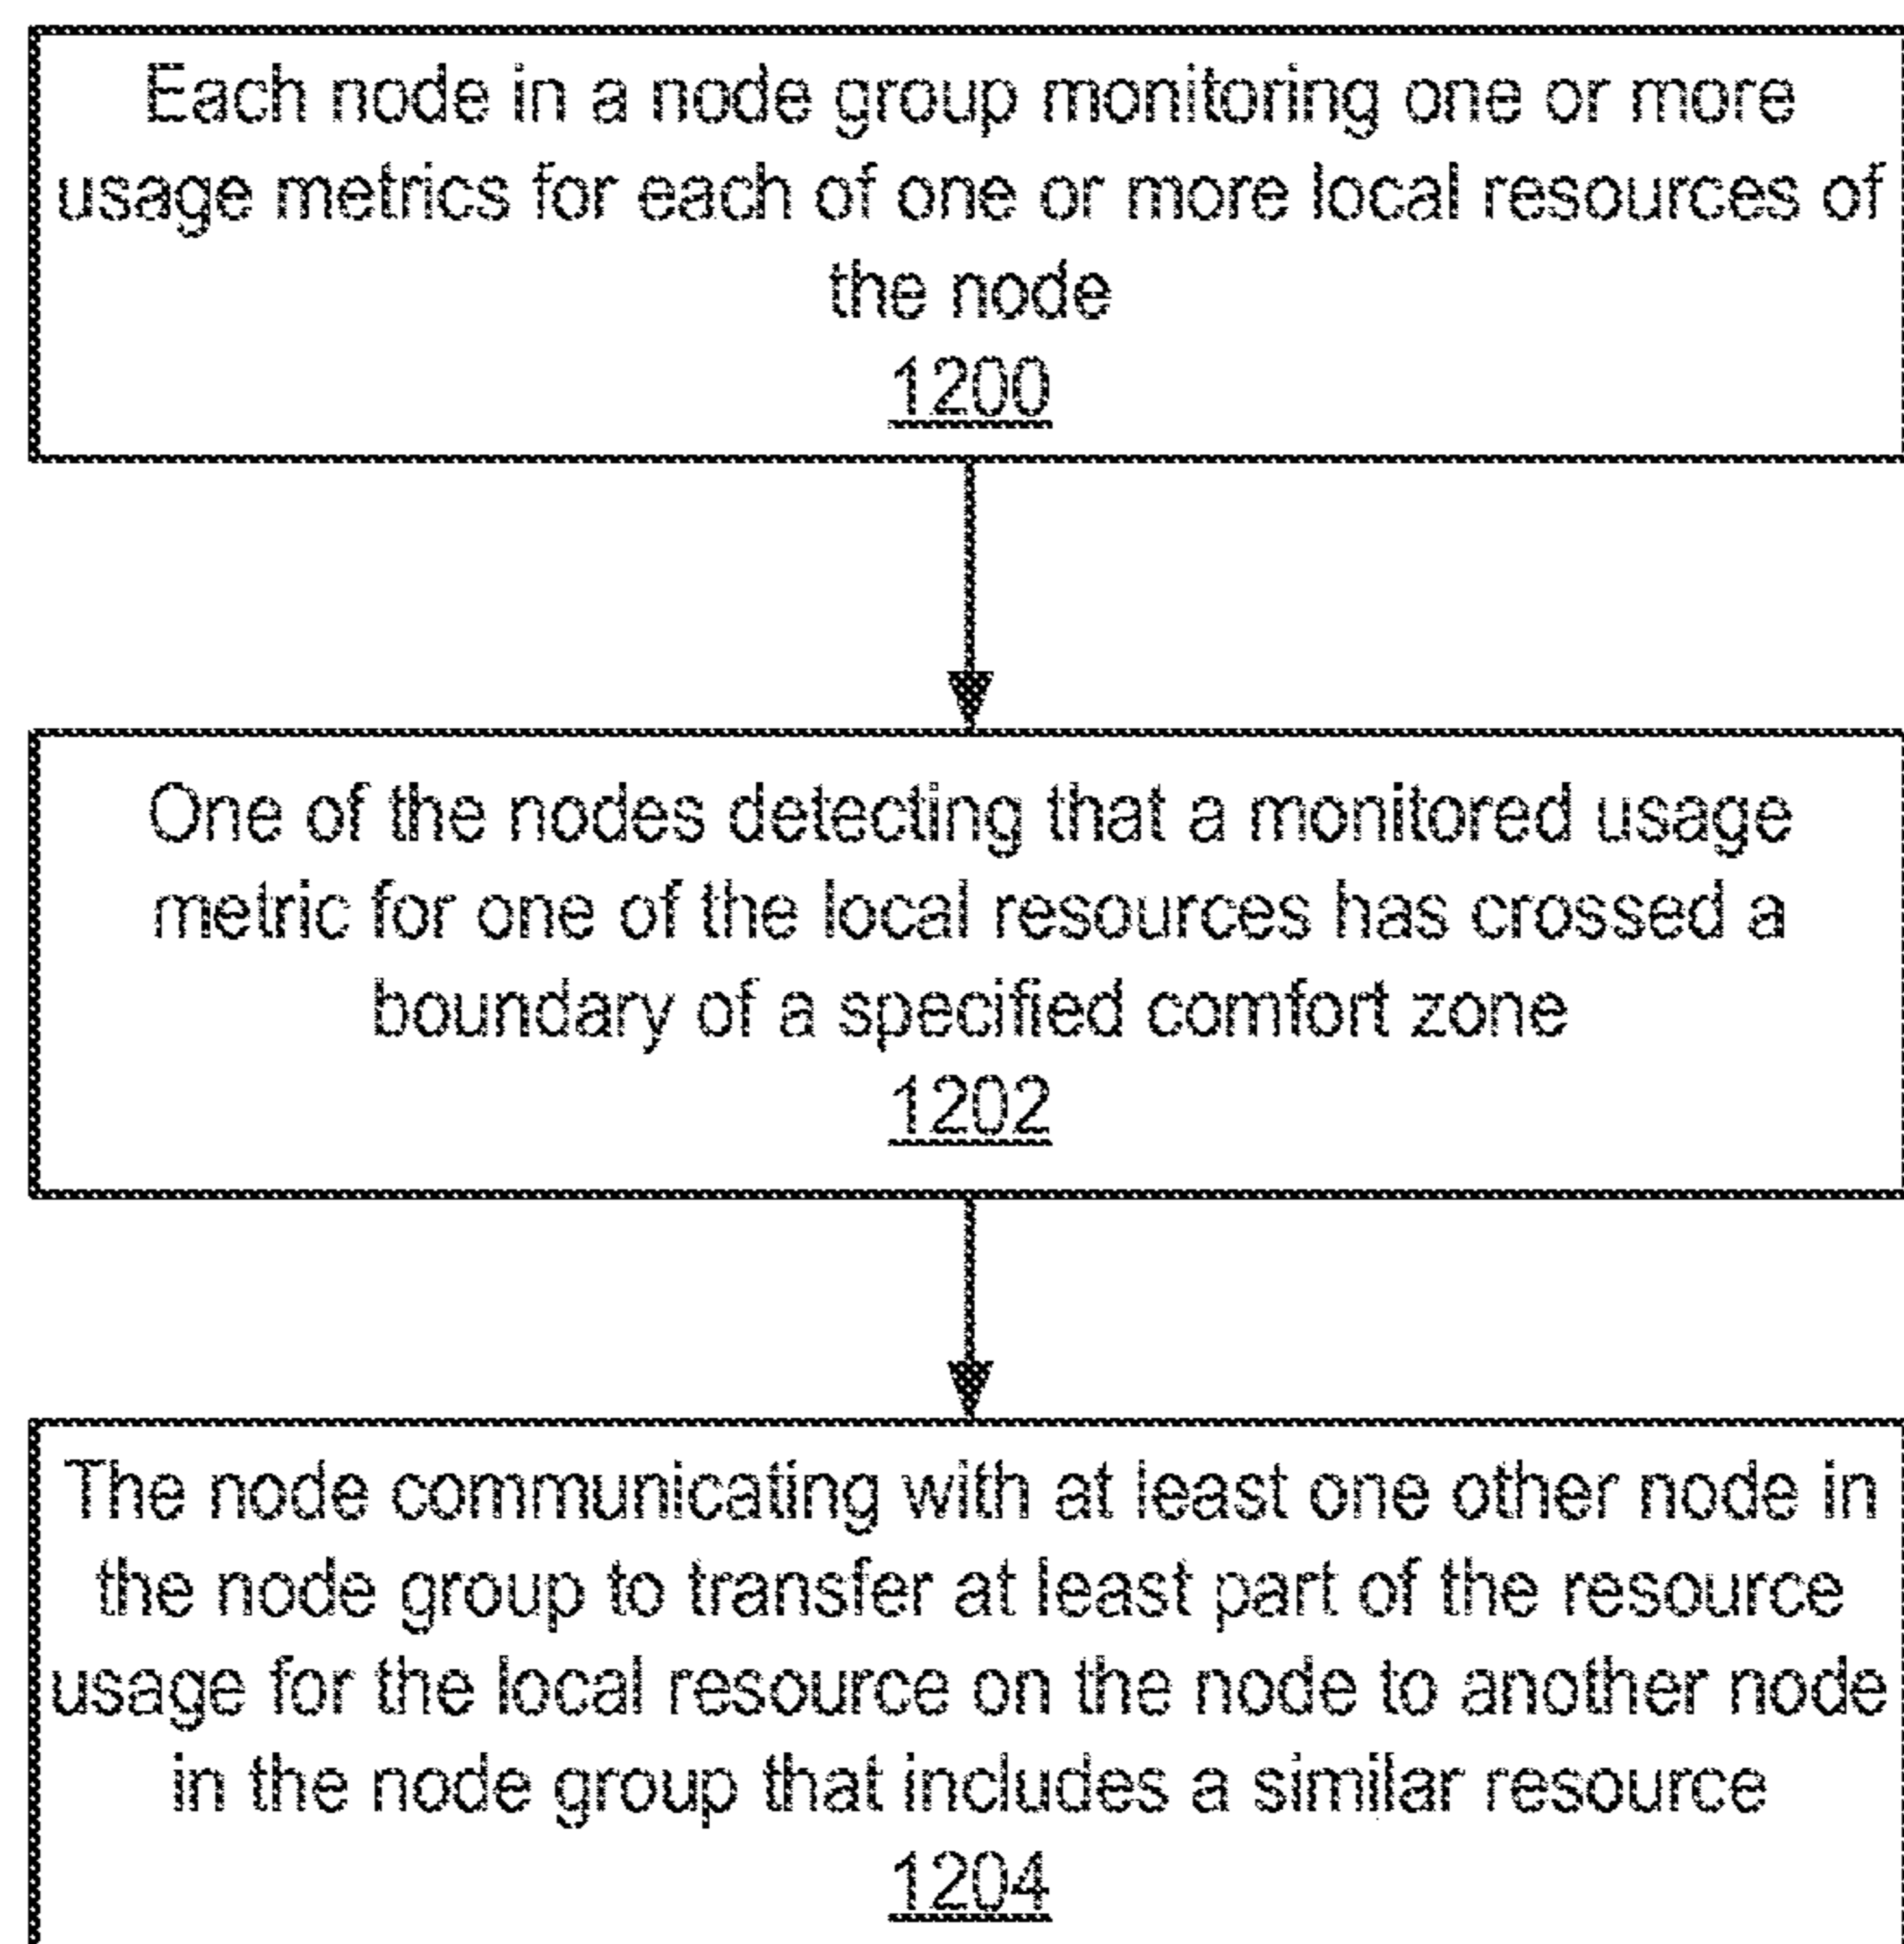 Each node in a node group monitoring one or more
usage metrics for each of one or more local resources of
the node
1200
One of the nodes detecting that a monitored usage
metric for one of the local resources has crossed a
boundary of a specified comfort zone
1202
The node communicating with at least one other node in
the node group to transfer at least part of the resource
usage for the local resource on the node to another node
in the node group that includes a similar resource
1204